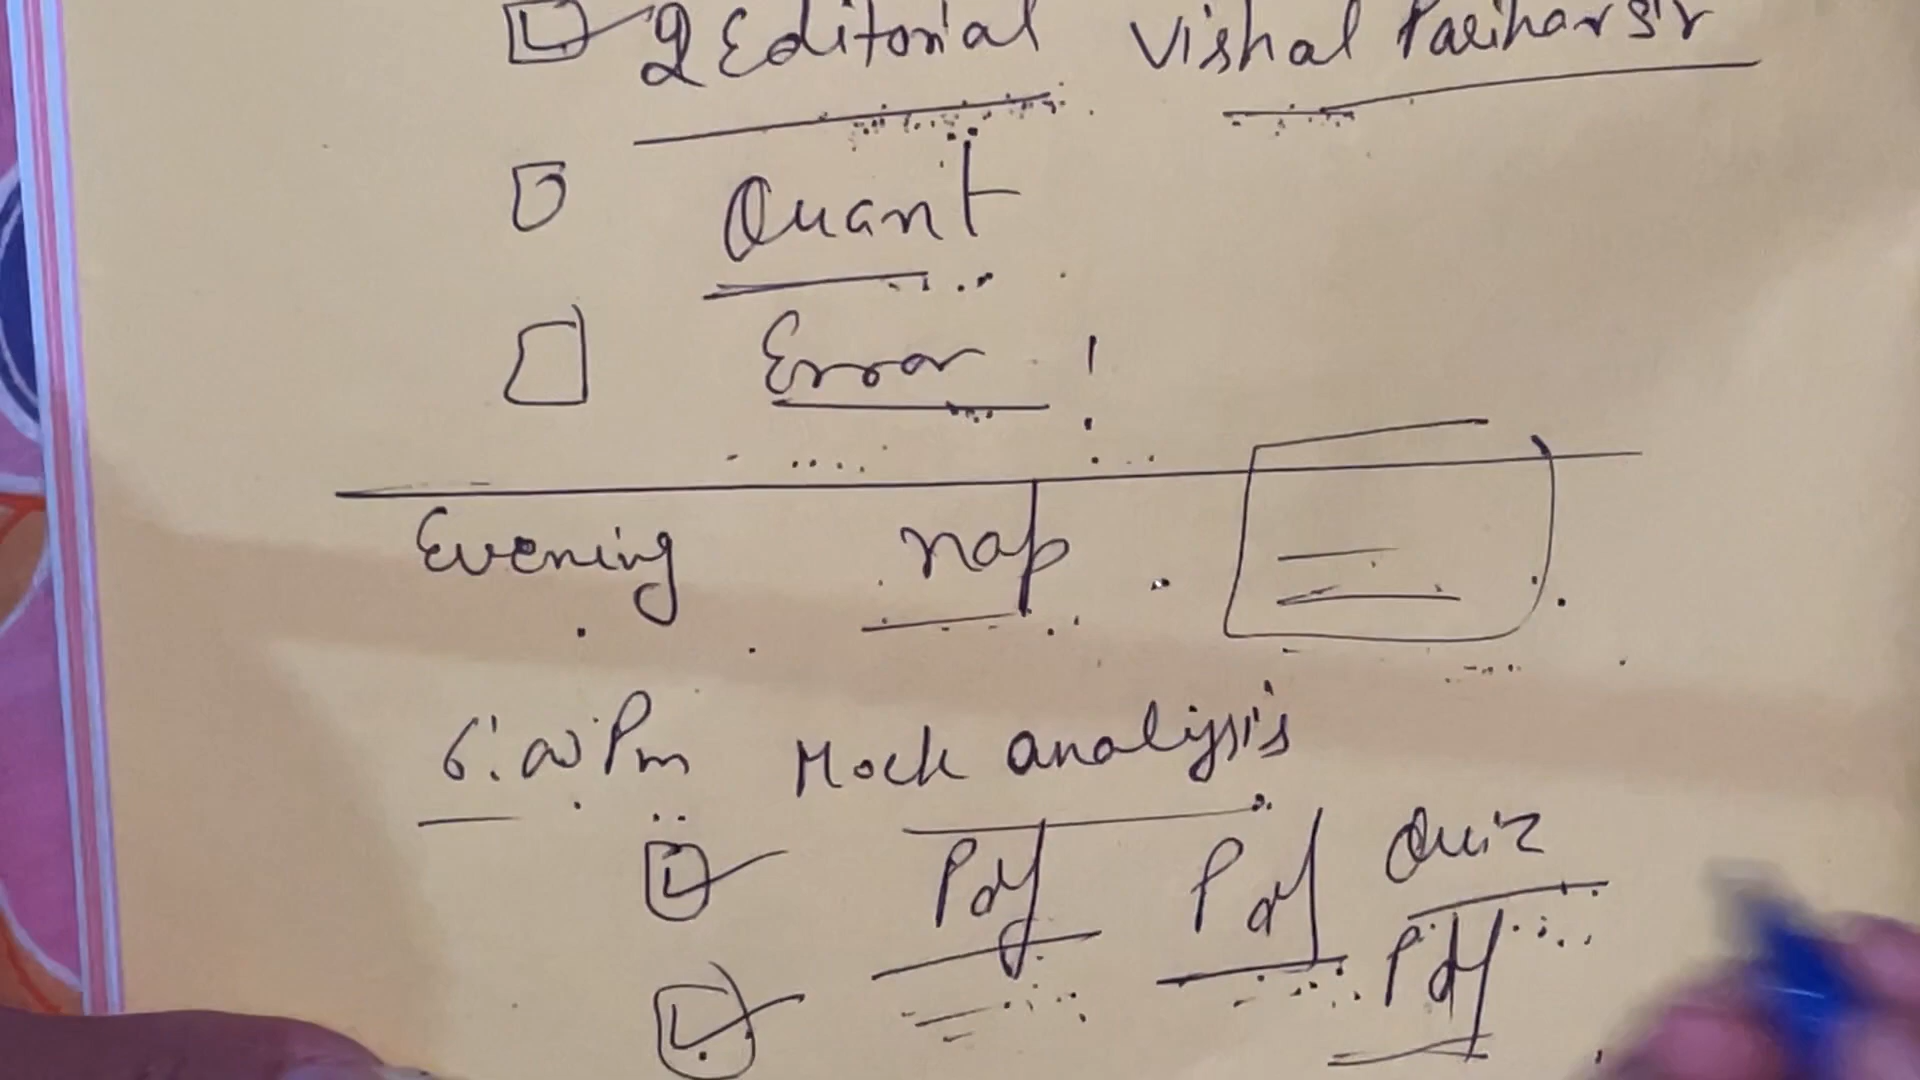 2 Editorial Vishal Parihar sir
Quant
Error !
Evening nap
6:00 Pm Mock analysis
Pdf Pdf Quiz
Pdf